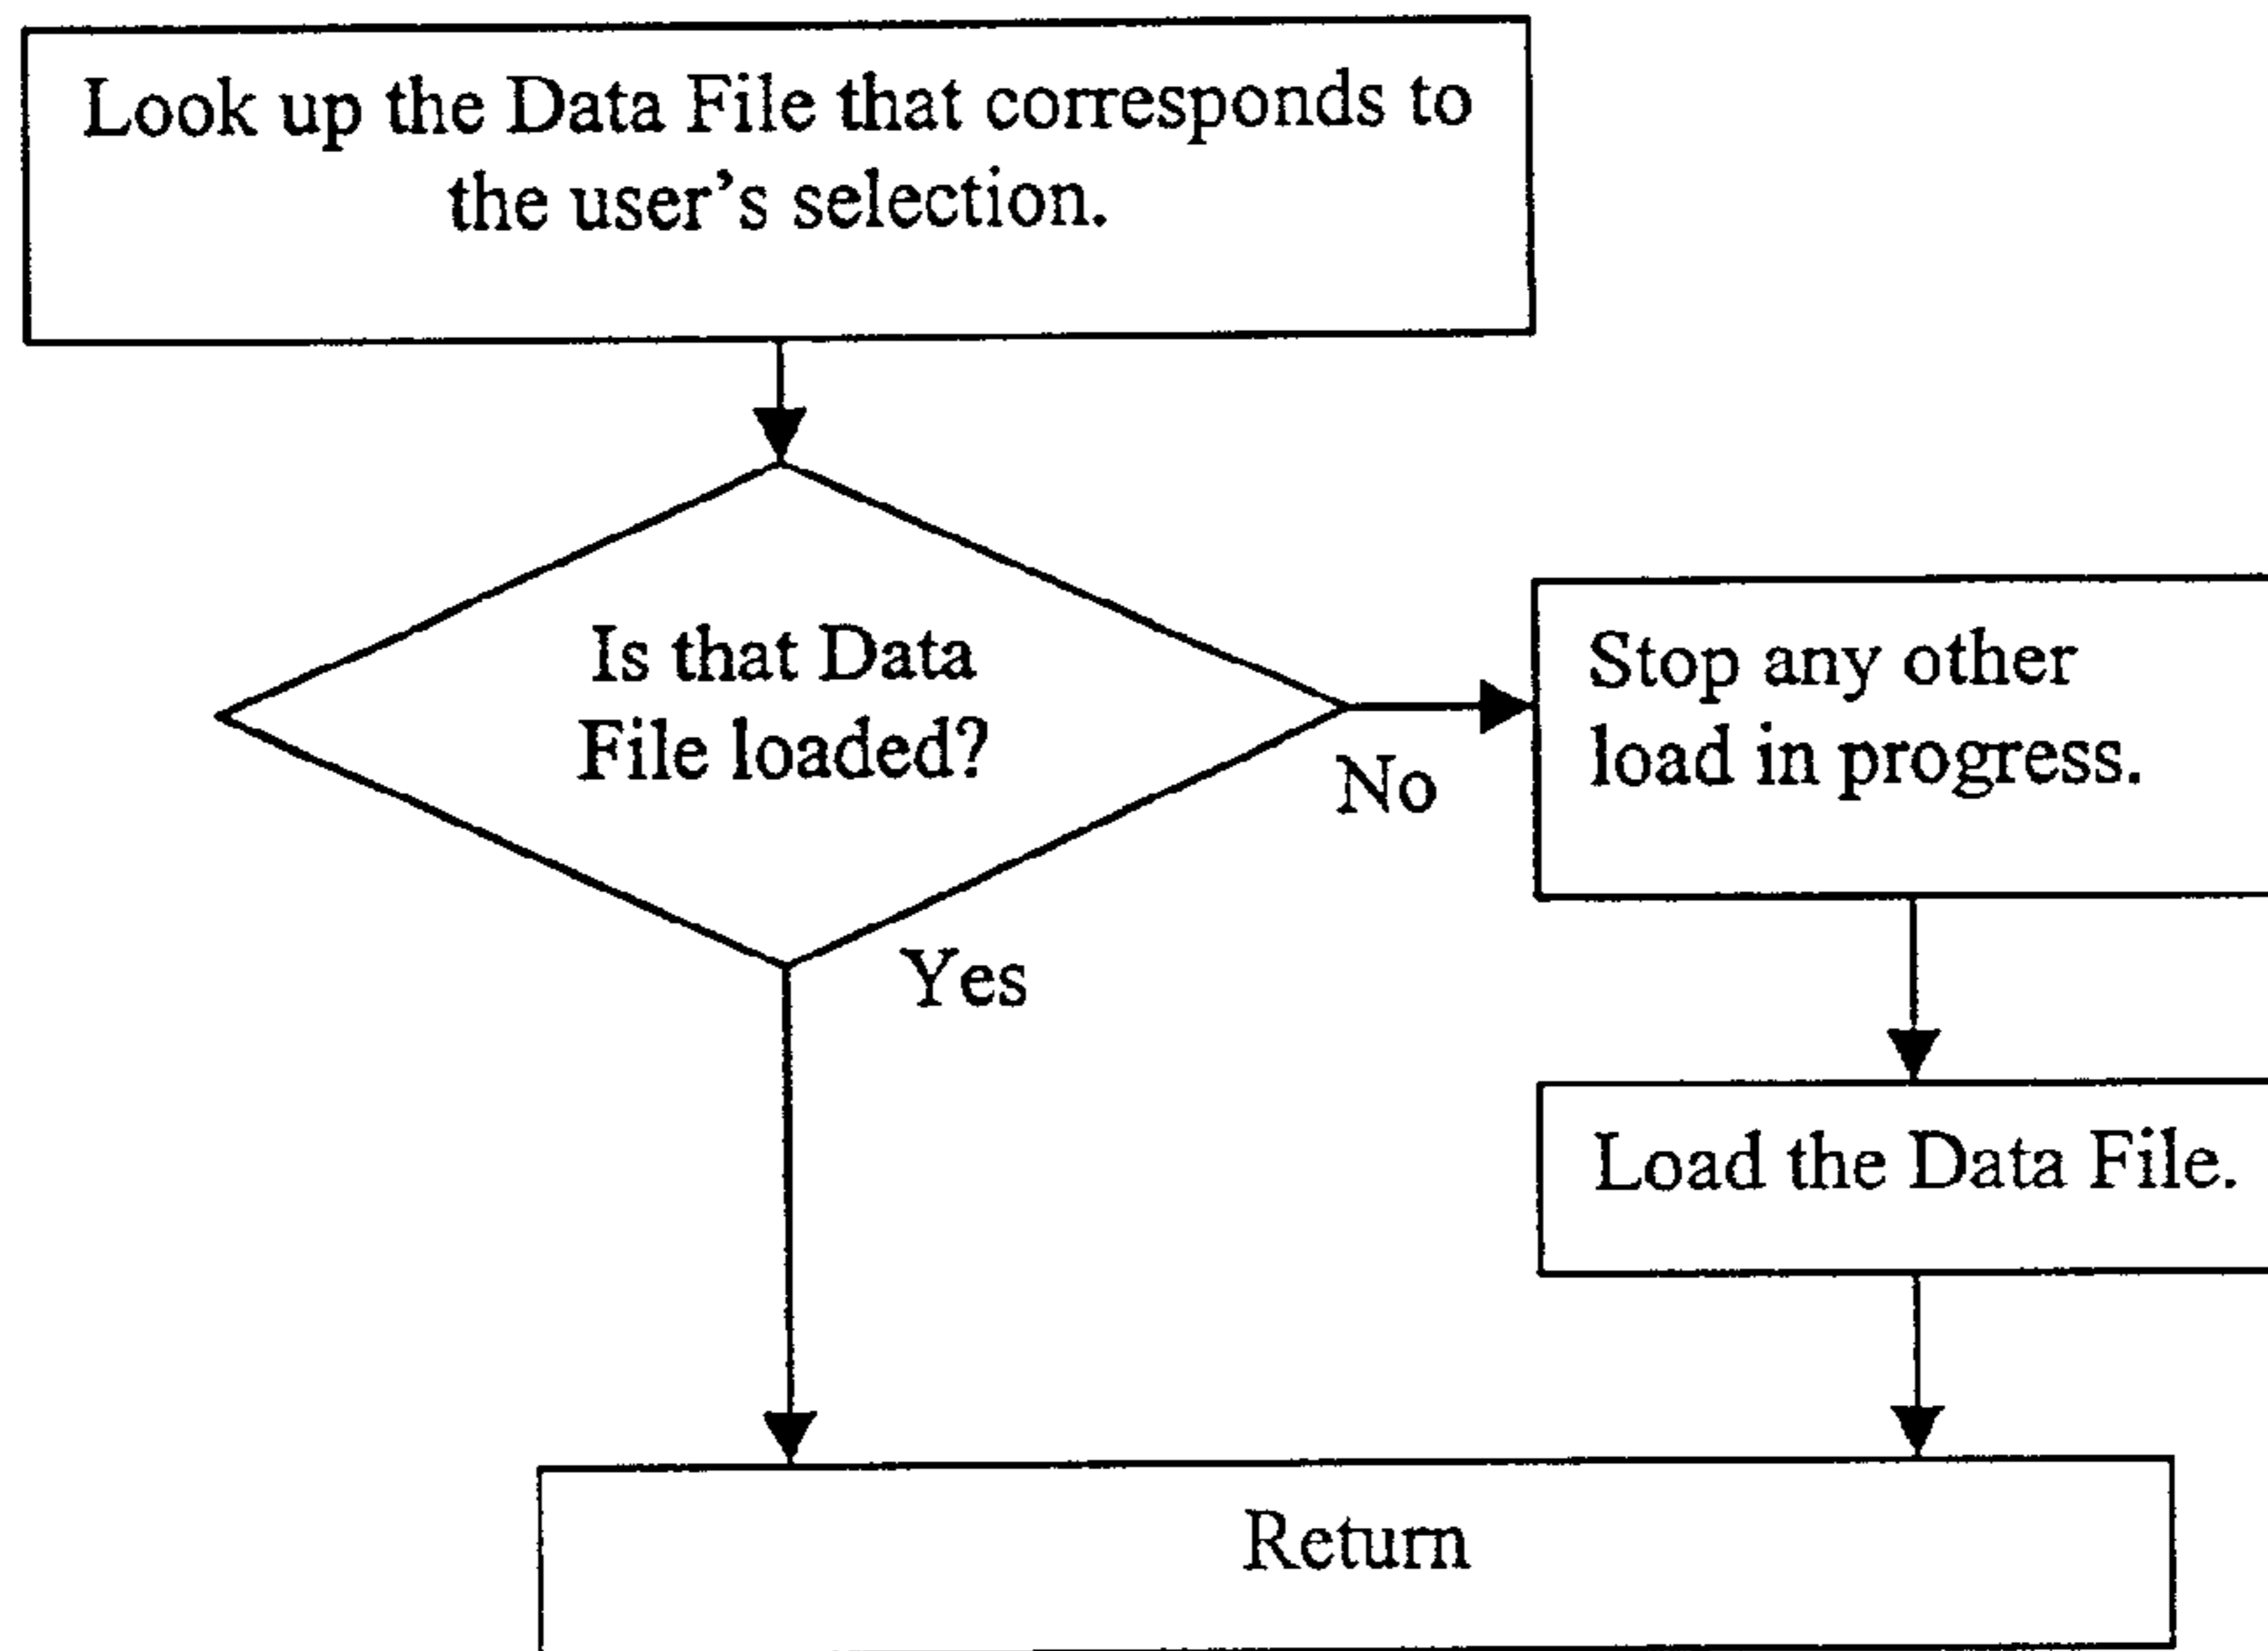 Look up the Data File that corresponds to
the user's selection.
Is that Data
File loaded?
No
Stop any other
load in progress.
Yes
Load the Data File.
Return